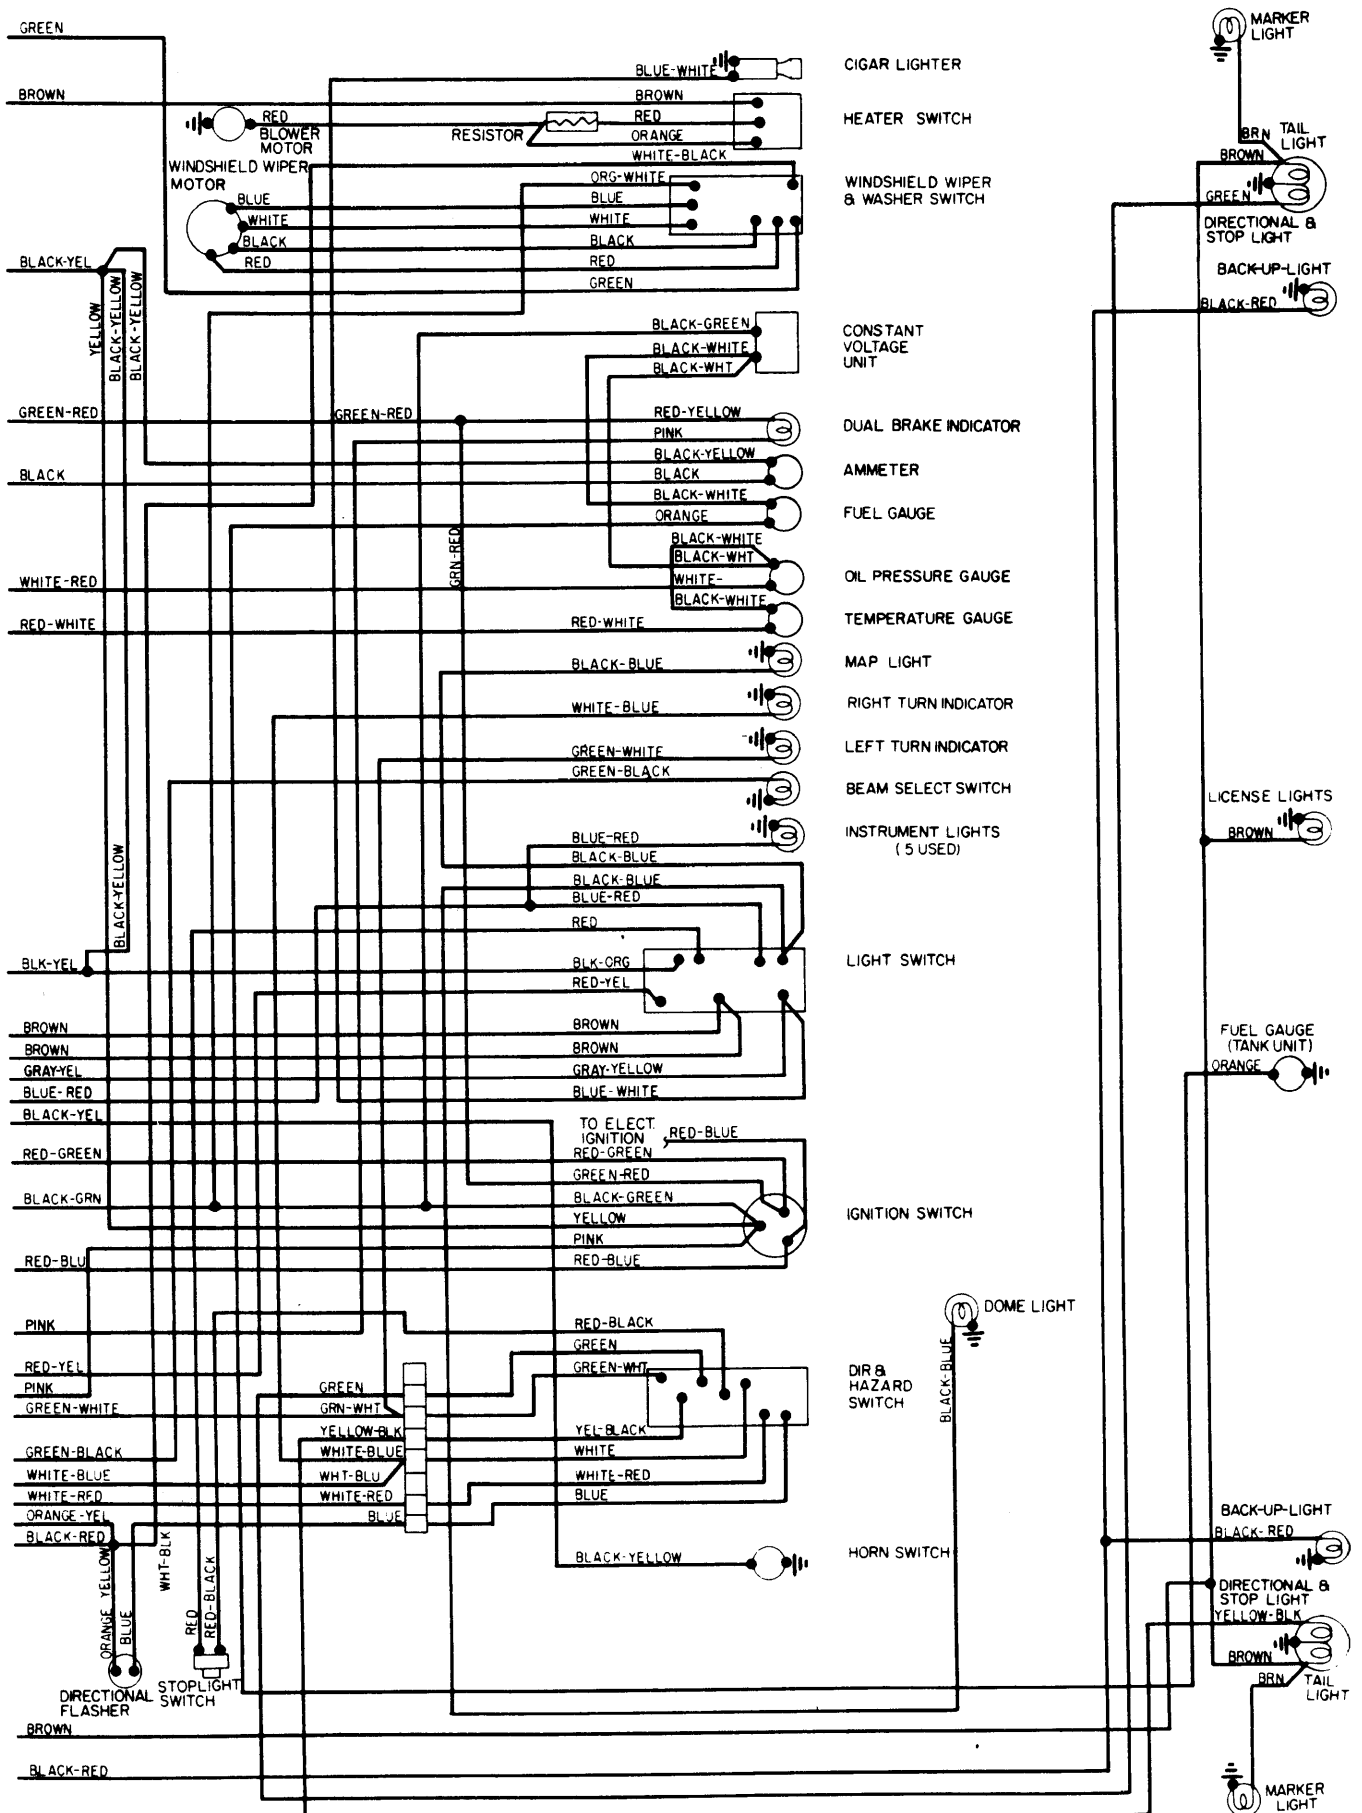 GREEN
MARKER
LIGHT
BLUE-WHITE
CIGAR LIGHTER
BROWN
BROWN
RED
BLOWER
MOTOR
RESISTOR
RED
ORANGE
HEATER SWITCH
BRN
TAIL
LIGHT
BROWN
WHITE-BLACK
WINDSHIELD WIPER
MOTOR
ORG-WHITE
BLUE
BLUE
WHITE
WHITE
BLACK
BLACK
RED
RED
GREEN
WINDSHIELD WIPER
& WASHER SWITCH
GREEN
DIRECTIONAL &
STOP LIGHT
BLACK-YEL
YELLOW
BLACK-YELLOW
BLACK-YELLOW
BACK-UP-LIGHT
BLACK-RED
BLACK-GREEN
BLACK-WHITE
BLACK-WHT
CONSTANT
VOLTAGE
UNIT
GREEN-RED
GREEN-RED
RED-YELLOW
PINK
DUAL BRAKE INDICATOR
BLACK-YELLOW
BLACK
BLACK
AMMETER
BLACK-WHITE
ORANGE
FUEL GAUGE
GRN-RED
BLACK-WHITE
BLACK-WHT
WHITE-RED
WHITE-
BLACK-WHITE
OIL PRESSURE GAUGE
RED-WHITE
RED-WHITE
TEMPERATURE GAUGE
BLACK-BLUE
MAP LIGHT
WHITE-BLUE
RIGHT TURN INDICATOR
GREEN-WHITE
LEFT TURN INDICATOR
GREEN-BLACK
BEAM SELECT SWITCH
LICENSE LIGHTS
BROWN
BLUE-RED
INSTRUMENT LIGHTS
(5 USED)
BLACK-BLUE
BLACK-BLUE
BLUE-RED
BLACK-YELLOW
RED
BLK-YEL
BLK-ORG
LIGHT SWITCH
RED-YEL
BROWN
BROWN
BROWN
BROWN
GRAY-YEL
GRAY-YELLOW
BLUE-RED
BLUE-WHITE
FUEL GAUGE
(TANK UNIT)
ORANGE
BLACK-YEL
TO ELECT.
IGNITION
RED-BLUE
RED-GREEN
RED-GREEN
GREEN-RED
BLACK-GRN
BLACK-GREEN
YELLOW
PINK
IGNITION SWITCH
RED-BLU
RED-BLUE
DOME LIGHT
BLACK-BLUE
PINK
RED-BLACK
GREEN
RED-YEL
GREEN-WHT
DIR &
HAZARD
SWITCH
PINK
GREEN
GREEN-WHITE
GRN-WHT
YELLOW-BLK
YEL-BLACK
GREEN-BLACK
WHITE-BLUE
WHITE
WHITE-BLUE
WHT-BLU
WHITE-RED
WHITE-RED
WHITE-RED
BLUE
ORANGE-YEL
BLUE
BLACK-RED
BACK-UP-LIGHT
BLACK-RED
BLACK-YELLOW
HORN SWITCH
ORANGE YELLOW
BLUE
WHT-BLK
RED
RED-BLACK
DIRECTIONAL &
STOP LIGHT
YELLOW-BLK
BROWN
BRN
TAIL
LIGHT
DIRECTIONAL
FLASHER
STOPLIGHT
SWITCH
BROWN
BLACK-RED
MARKER
LIGHT